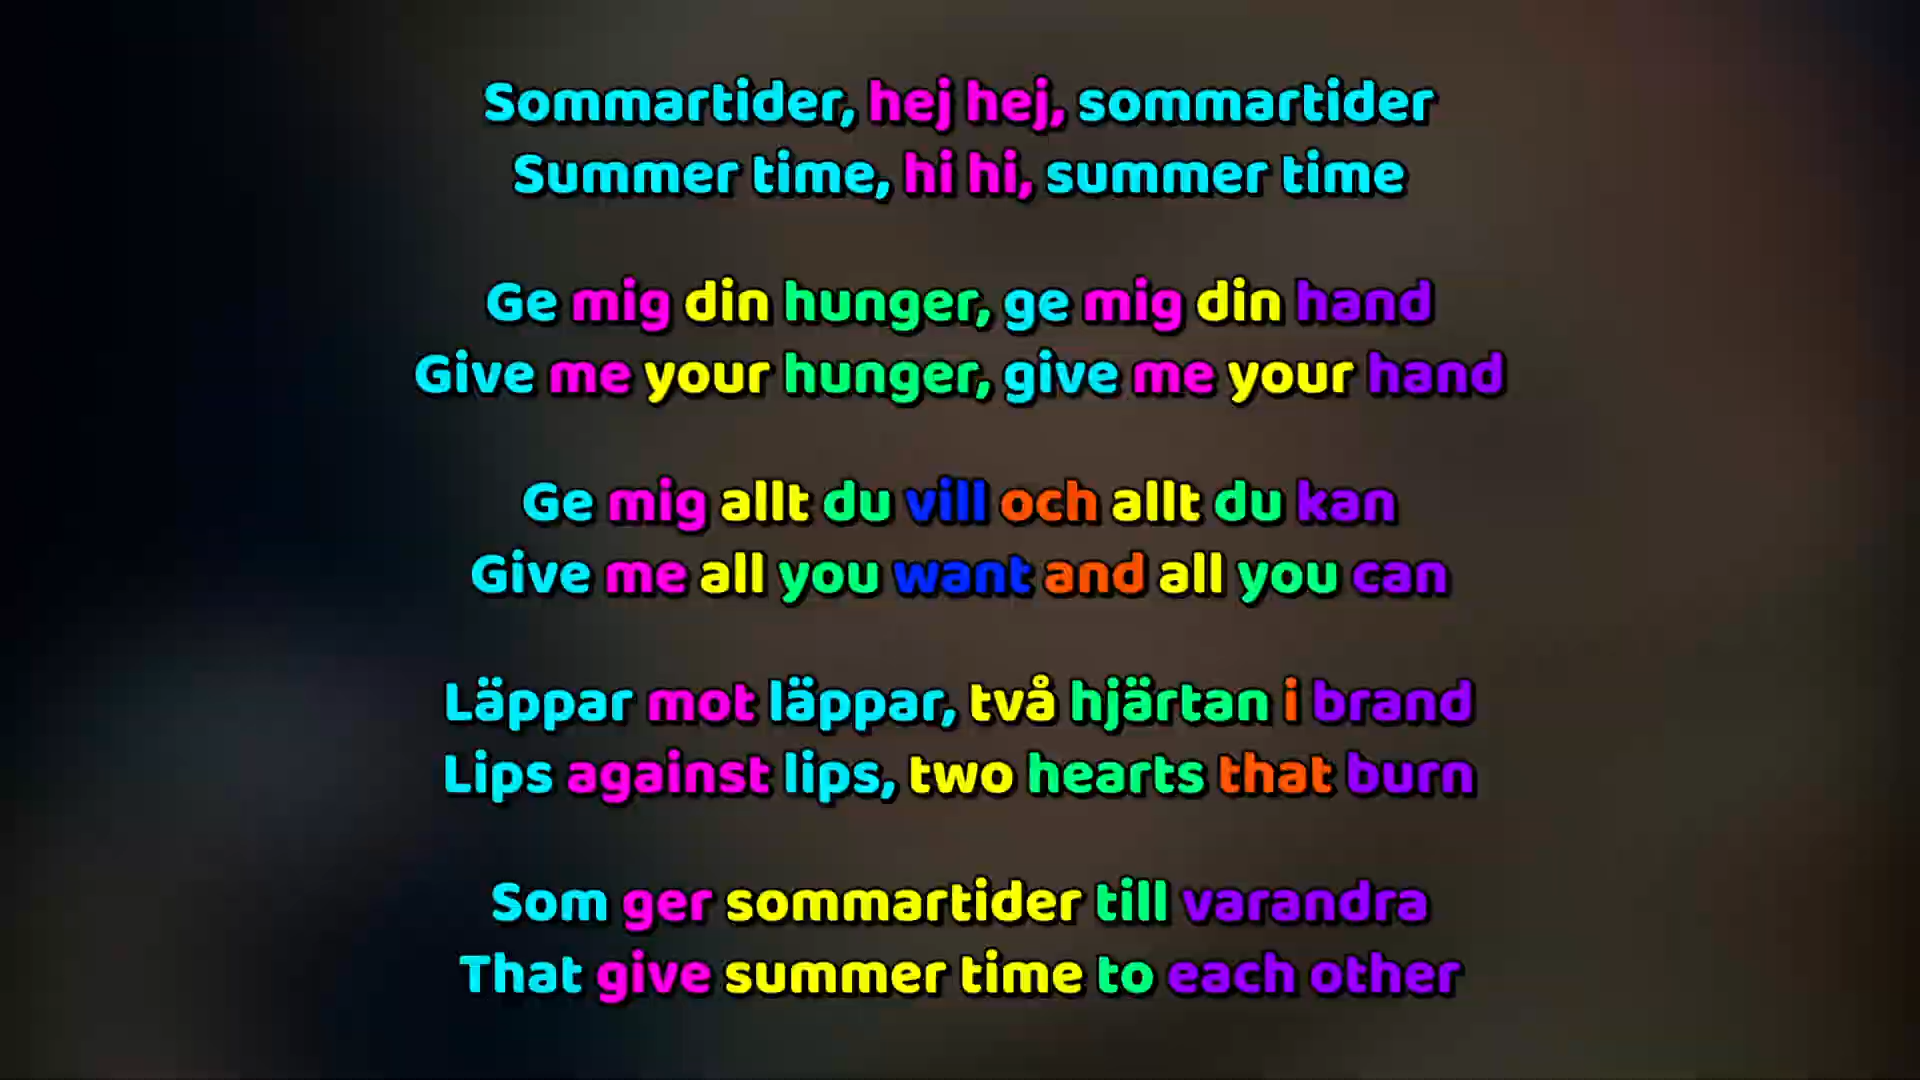 Sommartider, hej hej, sommartider
Summer time, hi hi, summer time
Ge mig din hunger, ge mig din hand
Give me your hunger, give me your hand
Ge mig allt du vill och allt du kan
Give me all you want and all you can
Läppar mot läppar, två hjärtan i brand
Lips against lips, two hearts that burn
Som ger sommartider till varandra
That give summer time to each other